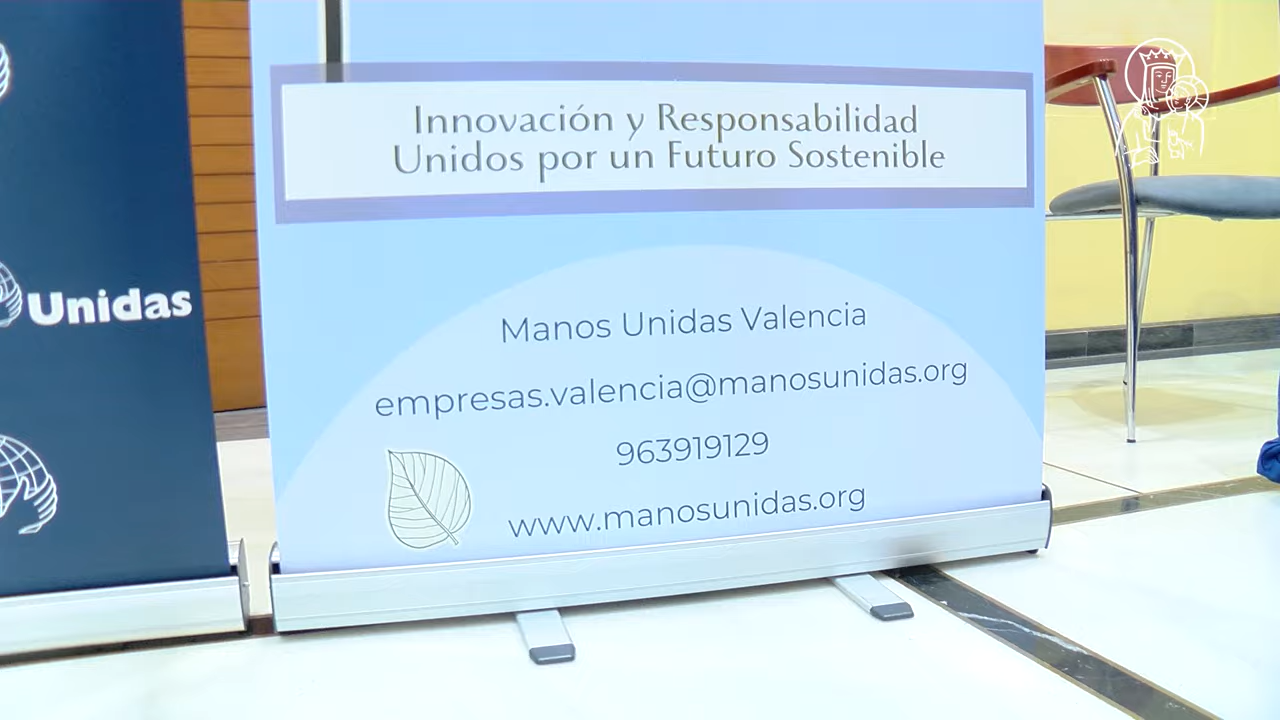 Unidas
Innovación y Responsabilidad
Unidos por un Futuro Sostenible
Manos Unidas Valencia
empresas.valencia@manosunidas.org
963919129
www.manosunidas.org